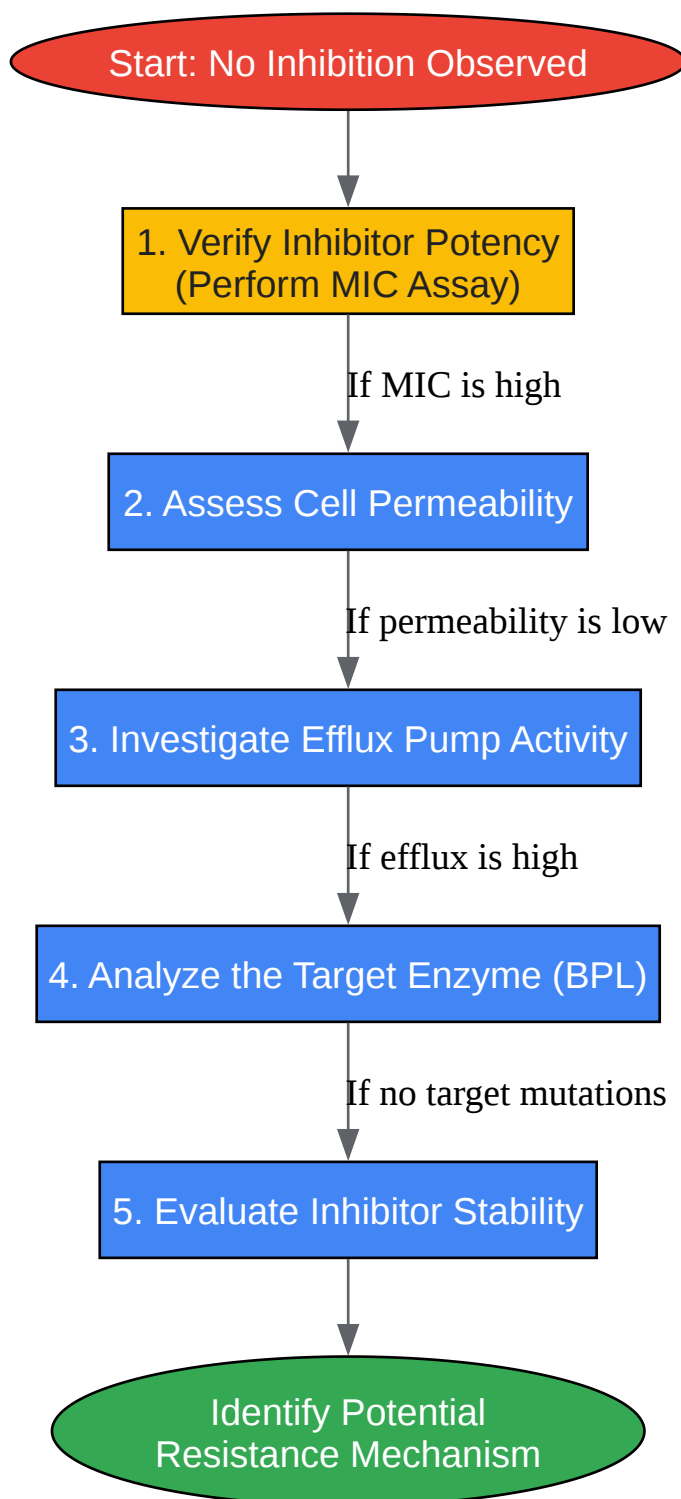 Start: No Inhibition Observed
1. Verify Inhibitor Potency
(Perform MIC Assay)
If MIC is high
2. Assess Cell Permeability
If permeability is low
3. Investigate Efflux Pump Activity
If efflux is high
4. Analyze the Target Enzyme (BPL)
If no target mutations
5. Evaluate Inhibitor Stability
Identify Potential
Resistance Mechanism